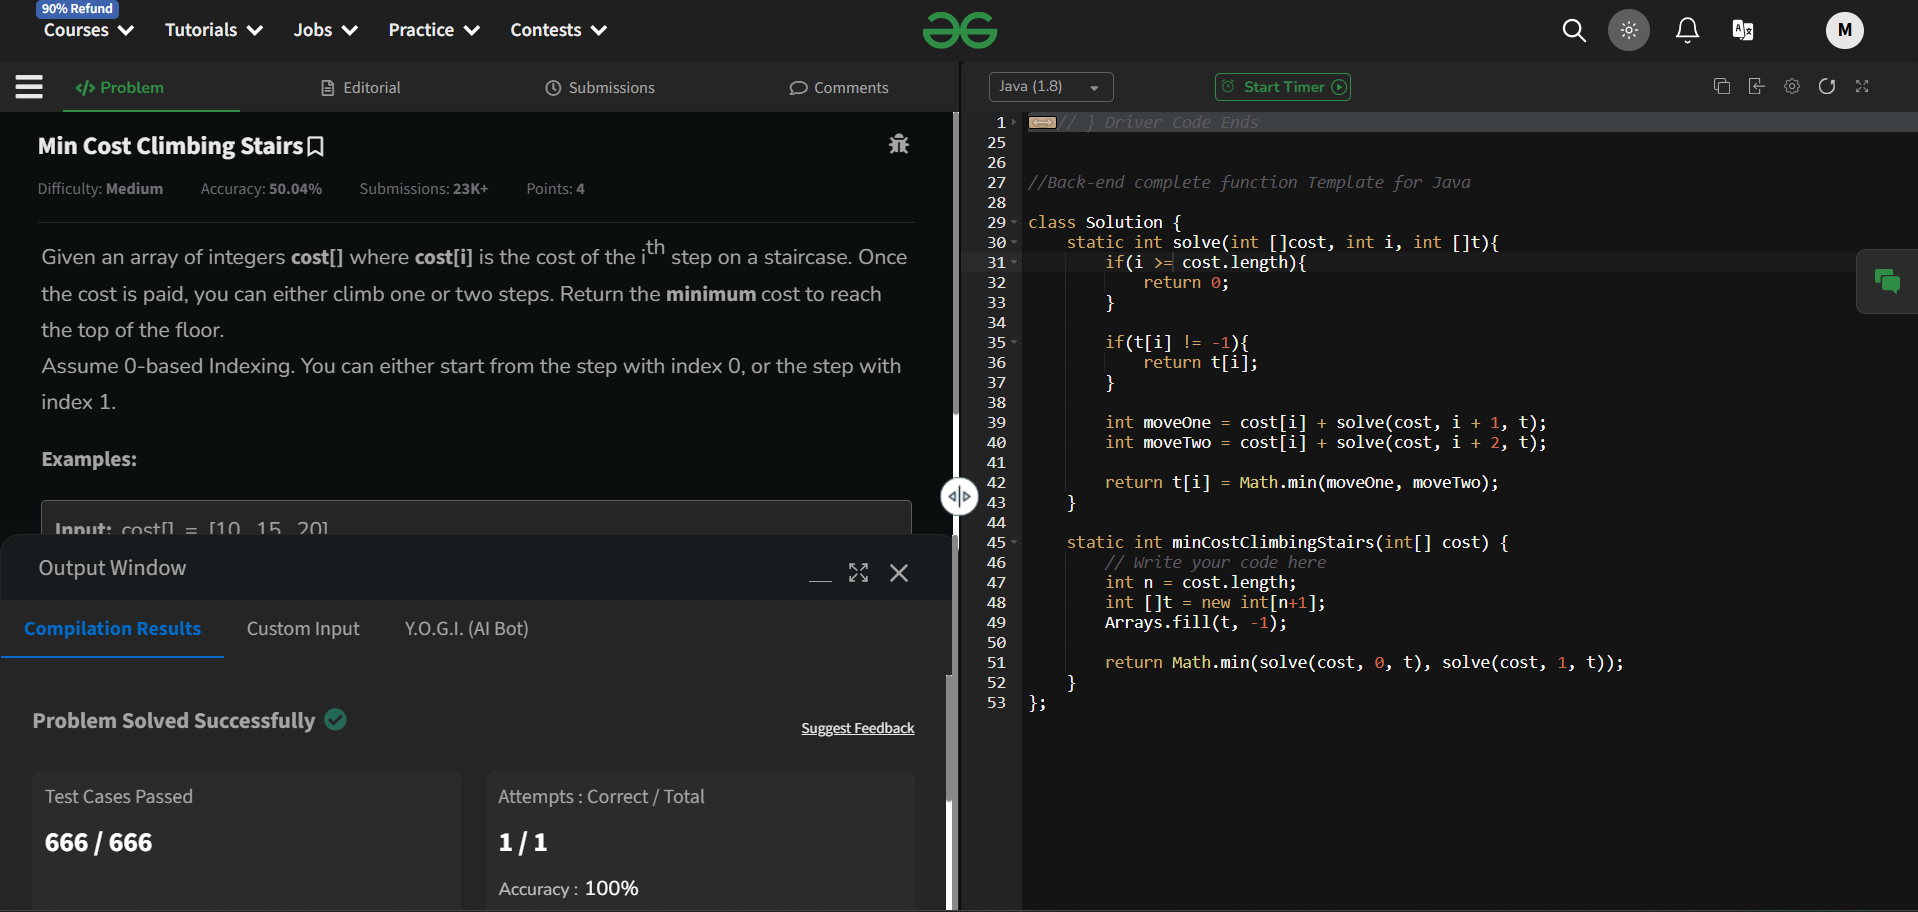 90% Refund
Courses Tutorials Jobs Practice Contests
M
Problem Editorial Submissions Comments
Java (1.8) Start Timer
Min Cost Climbing Stairs
Difficulty: Medium Accuracy: 50.04% Submissions: 23K+ Points: 4
Given an array of integers cost[] where cost[i] is the cost of the ith step on a staircase. Once
the cost is paid, you can either climb one or two steps. Return the minimum cost to reach
the top of the floor.
Assume 0-based Indexing. You can either start from the step with index 0, or the step with
index 1.
Examples:
Input: cost[] = [10, 15, 20]
Output Window
Compilation Results Custom Input Y.O.G.I. (AI Bot)
Problem Solved Successfully
Suggest Feedback
Test Cases Passed
666 / 666
Attempts : Correct / Total
1 / 1
Accuracy : 100%
1 // } Driver Code Ends
25
26
27 //Back-end complete function Template for Java
28
29 class Solution {
30 static int solve(int []cost, int i, int []t){
31 if(i >= cost.length){
32 return 0;
33 }
34
35 if(t[i] != -1){
36 return t[i];
37 }
38
39 int moveOne = cost[i] + solve(cost, i + 1, t);
40 int moveTwo = cost[i] + solve(cost, i + 2, t);
41
42 return t[i] = Math.min(moveOne, moveTwo);
43 }
44
45 static int minCostClimbingStairs(int[] cost) {
46 // Write your code here
47 int n = cost.length;
48 int []t = new int[n+1];
49 Arrays.fill(t, -1);
50
51 return Math.min(solve(cost, 0, t), solve(cost, 1, t));
52 }
53 };